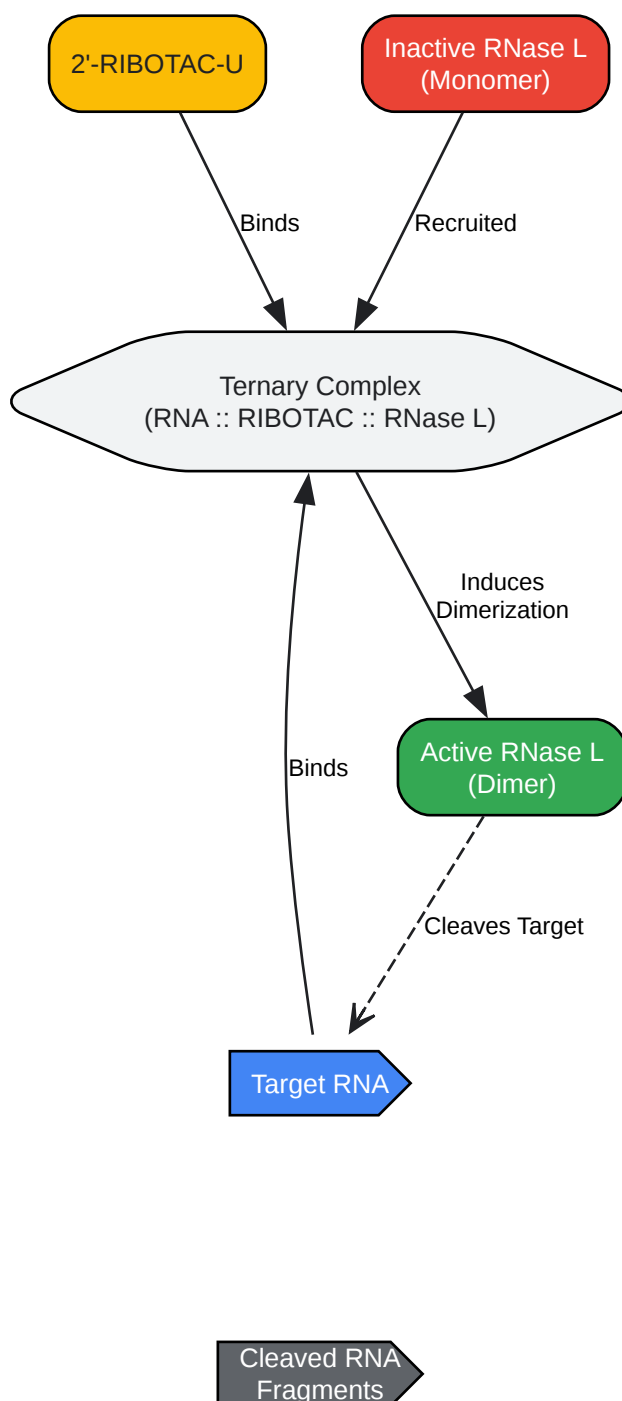 2'-RIBOTAC-U
Inactive RNase L
(Monomer)
Binds
Recruited
Ternary Complex
(RNA :: RIBOTAC :: RNase L)
Induces
Dimerization
Active RNase L
(Dimer)
Binds
Cleaves Target
Target RNA
Cleaved RNA
Fragments